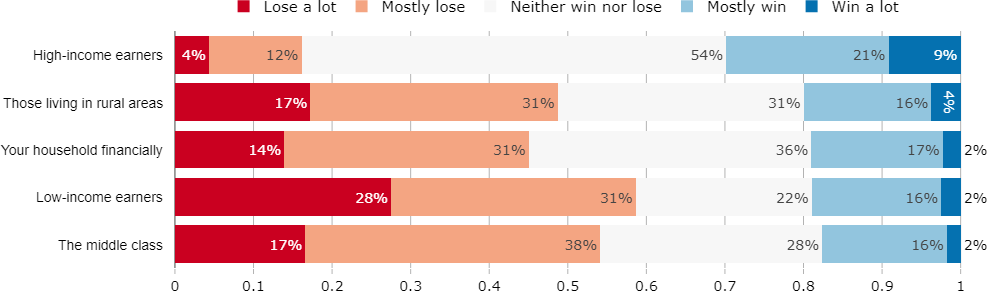 Lose a lot Mostly lose Neither win nor lose Mostly win Win a lot
High-income earners 4% 12% 54% 21% 9%
Those living in rural areas 17% 31% 31% 16% 4%
Your household financially 14% 31% 36% 17% 2%
Low-income earners 28% 31% 22% 16% 2%
The middle class 17% 38% 28% 16% 2%
0 0.1 0.2 0.3 0.4 0.5 0.6 0.7 0.8 0.9 1